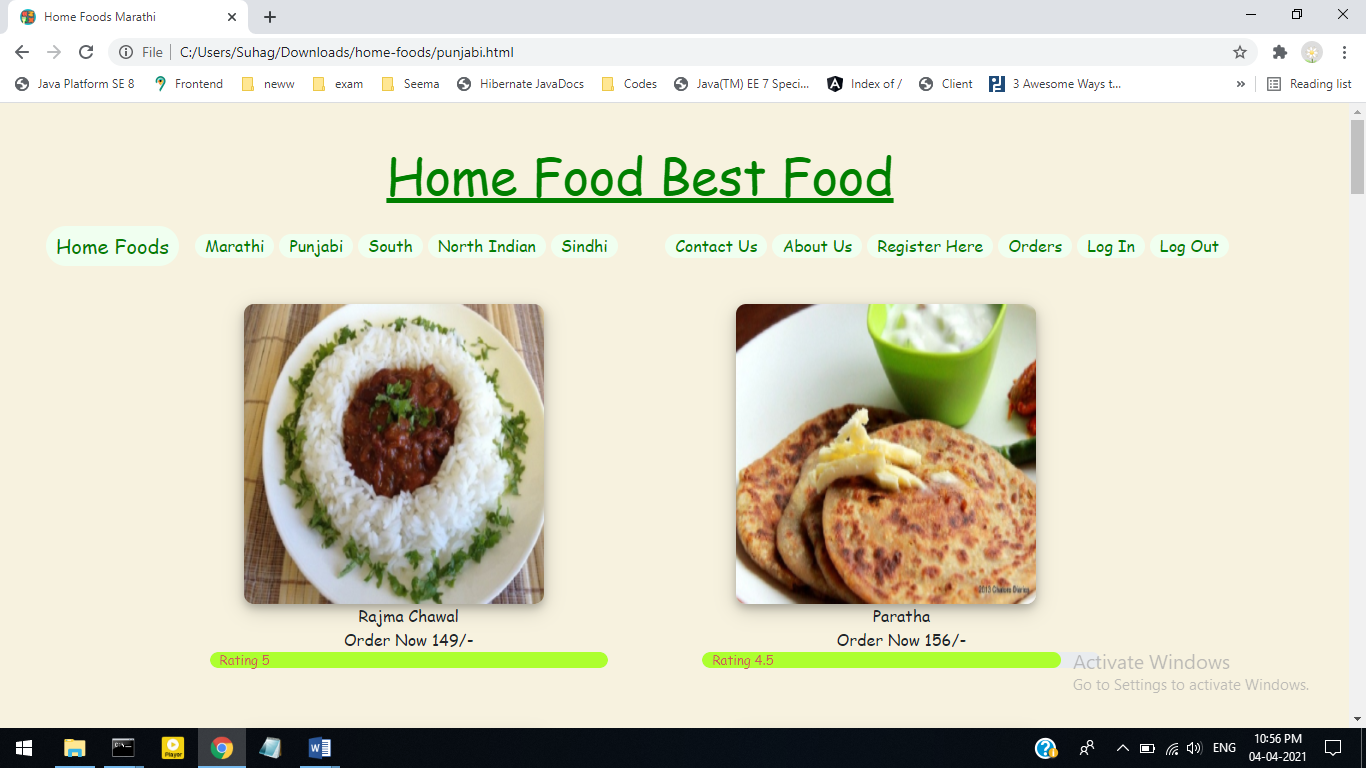 Home Foods Marathi
File C:/Users/Suhag/Downloads/home-foods/punjabi.html
Java Platform SE 8 Frontend neww exam Seema Hibernate JavaDocs Codes Java(TM) EE 7 Speci... Index of / Client 3 Awesome Ways t... » Reading list
Home Food Best Food
Home Foods Marathi Punjabi South North Indian Sindhi Contact Us About Us Register Here Orders Log In Log Out
Rajma Chawal
Order Now 149/-
Rating 5
Paratha
Order Now 156/-
Rating 4.5
Activate Windows
Go to Settings to activate Windows.
Player
ENG
10:56 PM
04-04-2021